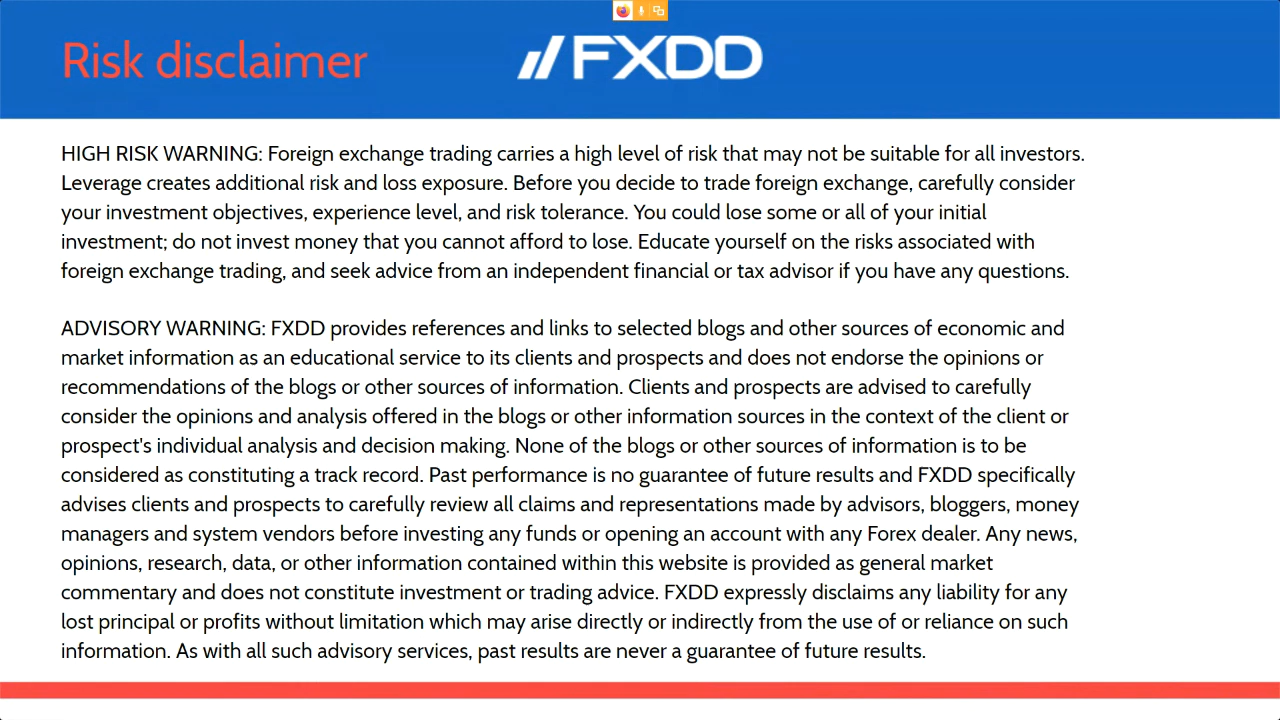 Risk disclaimer
FXDD
HIGH RISK WARNING: Foreign exchange trading carries a high level of risk that may not be suitable for all investors.
Leverage creates additional risk and loss exposure. Before you decide to trade foreign exchange, carefully consider
your investment objectives, experience level, and risk tolerance. You could lose some or all of your initial
investment; do not invest money that you cannot afford to lose. Educate yourself on the risks associated with
foreign exchange trading, and seek advice from an independent financial or tax advisor if you have any questions.
ADVISORY WARNING: FXDD provides references and links to selected blogs and other sources of economic and
market information as an educational service to its clients and prospects and does not endorse the opinions or
recommendations of the blogs or other sources of information. Clients and prospects are advised to carefully
consider the opinions and analysis offered in the blogs or other information sources in the context of the client or
prospect's individual analysis and decision making. None of the blogs or other sources of information is to be
considered as constituting a track record. Past performance is no guarantee of future results and FXDD specifically
advises clients and prospects to carefully review all claims and representations made by advisors, bloggers, money
managers and system vendors before investing any funds or opening an account with any Forex dealer. Any news,
opinions, research, data, or other information contained within this website is provided as general market
commentary and does not constitute investment or trading advice. FXDD expressly disclaims any liability for any
lost principal or profits without limitation which may arise directly or indirectly from the use of or reliance on such
information. As with all such advisory services, past results are never a guarantee of future results.